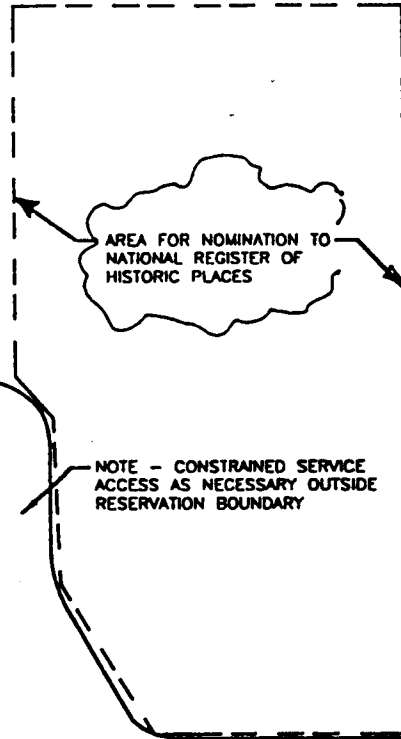 AREA FOR NOMINATION TO
NATIONAL REGISTER OF
HISTORIC PLACES
NOTE - CONSTRAINED SERVICE
ACCESS AS NECESSARY OUTSIDE
RESERVATION BOUNDARY